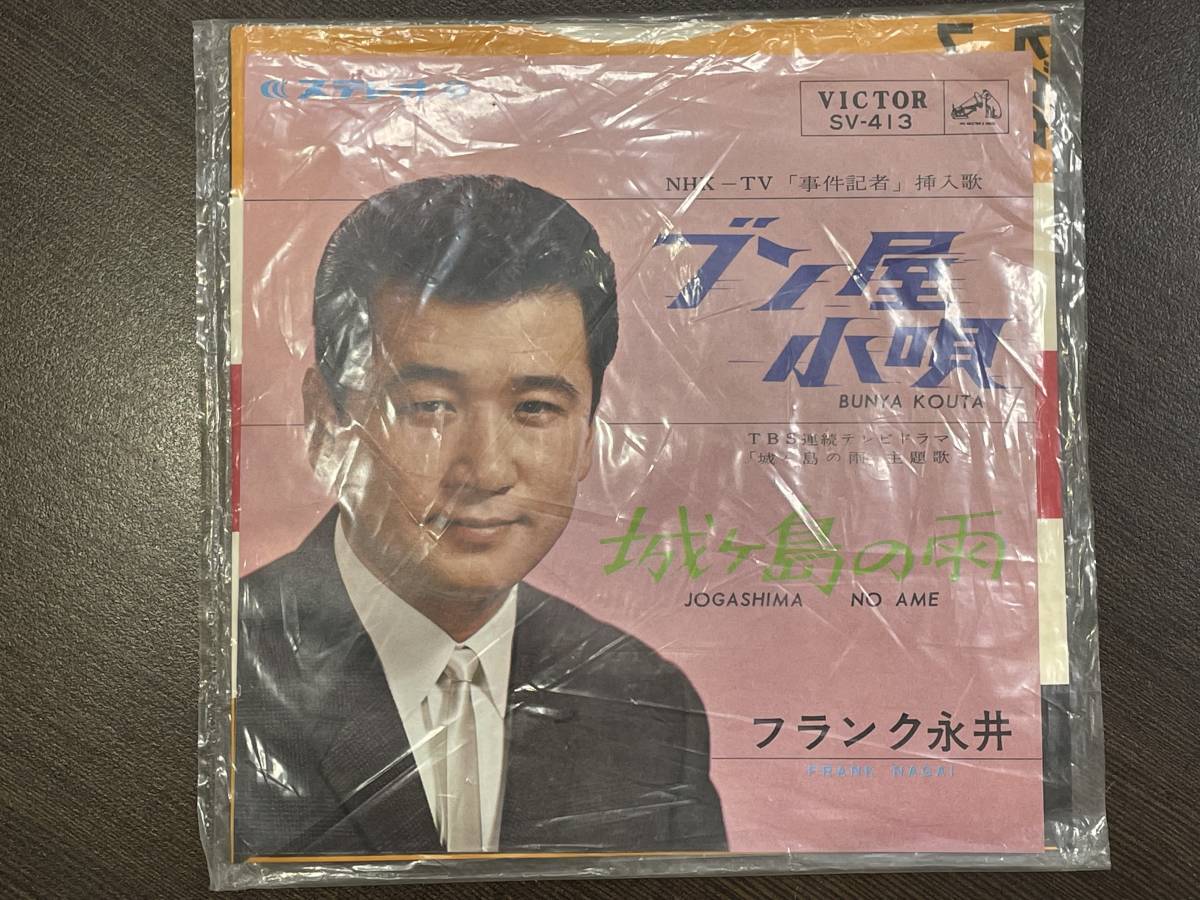 ステレオ
VICTOR
SV-413
NHK-TV「事件記者」挿入歌
ブン屋
小唄
BUNYA KOUTA
TBS連続テレビドラマ
「城ヶ島の雨」主題歌
城ヶ島の雨
JOGASHIMA NO AME
フランク永井
FRANK NAGAI